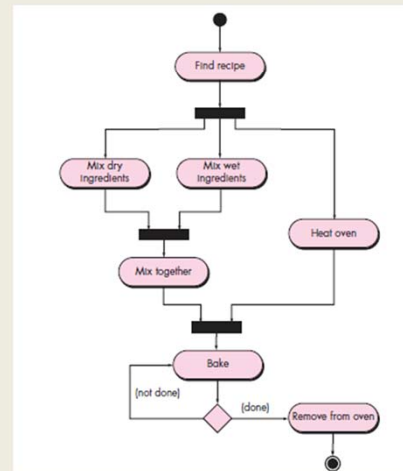 Find recipe
Mix dry
ingredients
Mix wet
ingredients
Heat oven
Mix together
Bake
(not done)
(done)
Remove from oven